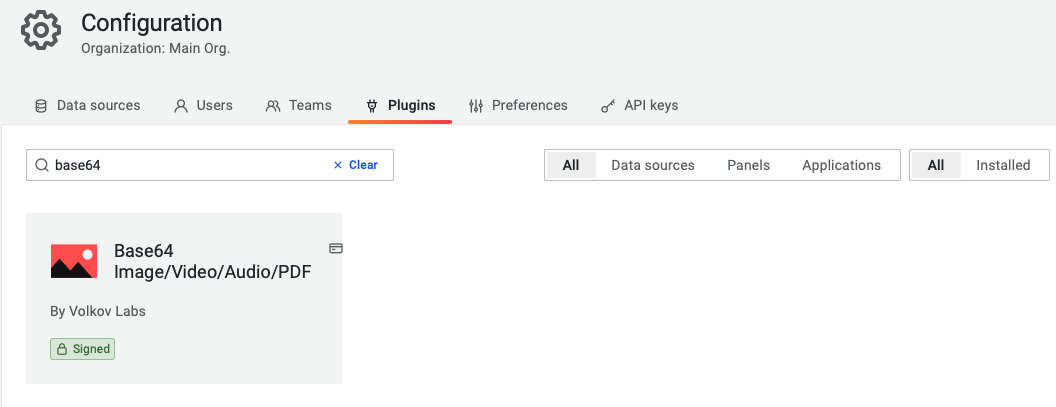 Configuration
Organization: Main Org.
Data sources Users Teams Plugins Preferences API keys
base64 × Clear All Data sources Panels Applications All Installed
Base64
Image/Video/Audio/PDF
By Volkov Labs
Signed